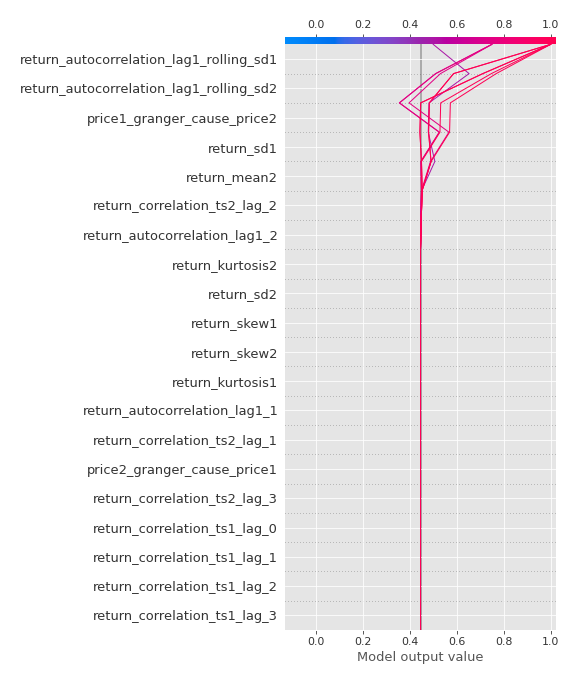 0.0 0.2 0.4 0.6 0.8 1.0
return_autocorrelation_lag1_rolling_sd1
return_autocorrelation_lag1_rolling_sd2
price1_granger_cause_price2
return_sd1
return_mean2
return_correlation_ts2_lag_2
return_autocorrelation_lag1_2
return_kurtosis2
return_sd2
return_skew1
return_skew2
return_kurtosis1
return_autocorrelation_lag1_1
return_correlation_ts2_lag_1
price2_granger_cause_price1
return_correlation_ts2_lag_3
return_correlation_ts1_lag_0
return_correlation_ts1_lag_1
return_correlation_ts1_lag_2
return_correlation_ts1_lag_3
0.0 0.2 0.4 0.6 0.8 1.0
Model output value